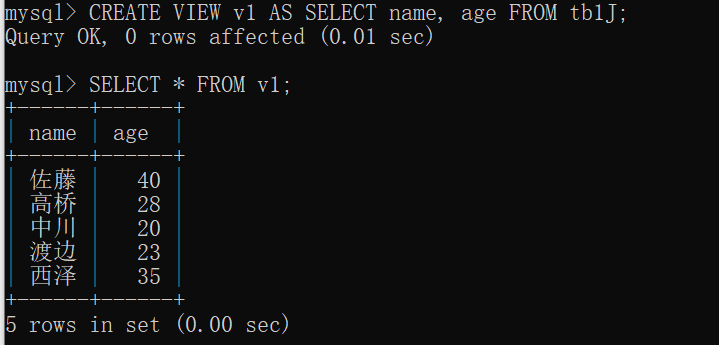 mysql> CREATE VIEW v1 AS SELECT name, age FROM tb1J;
Query OK, 0 rows affected (0.01 sec)
mysql> SELECT * FROM v1;
+------+------+
| name | age  |
+------+------+
| 佐藤 |   40 |
| 高桥 |   28 |
| 中川 |   20 |
| 渡边 |   23 |
| 西泽 |   35 |
+------+------+
5 rows in set (0.00 sec)